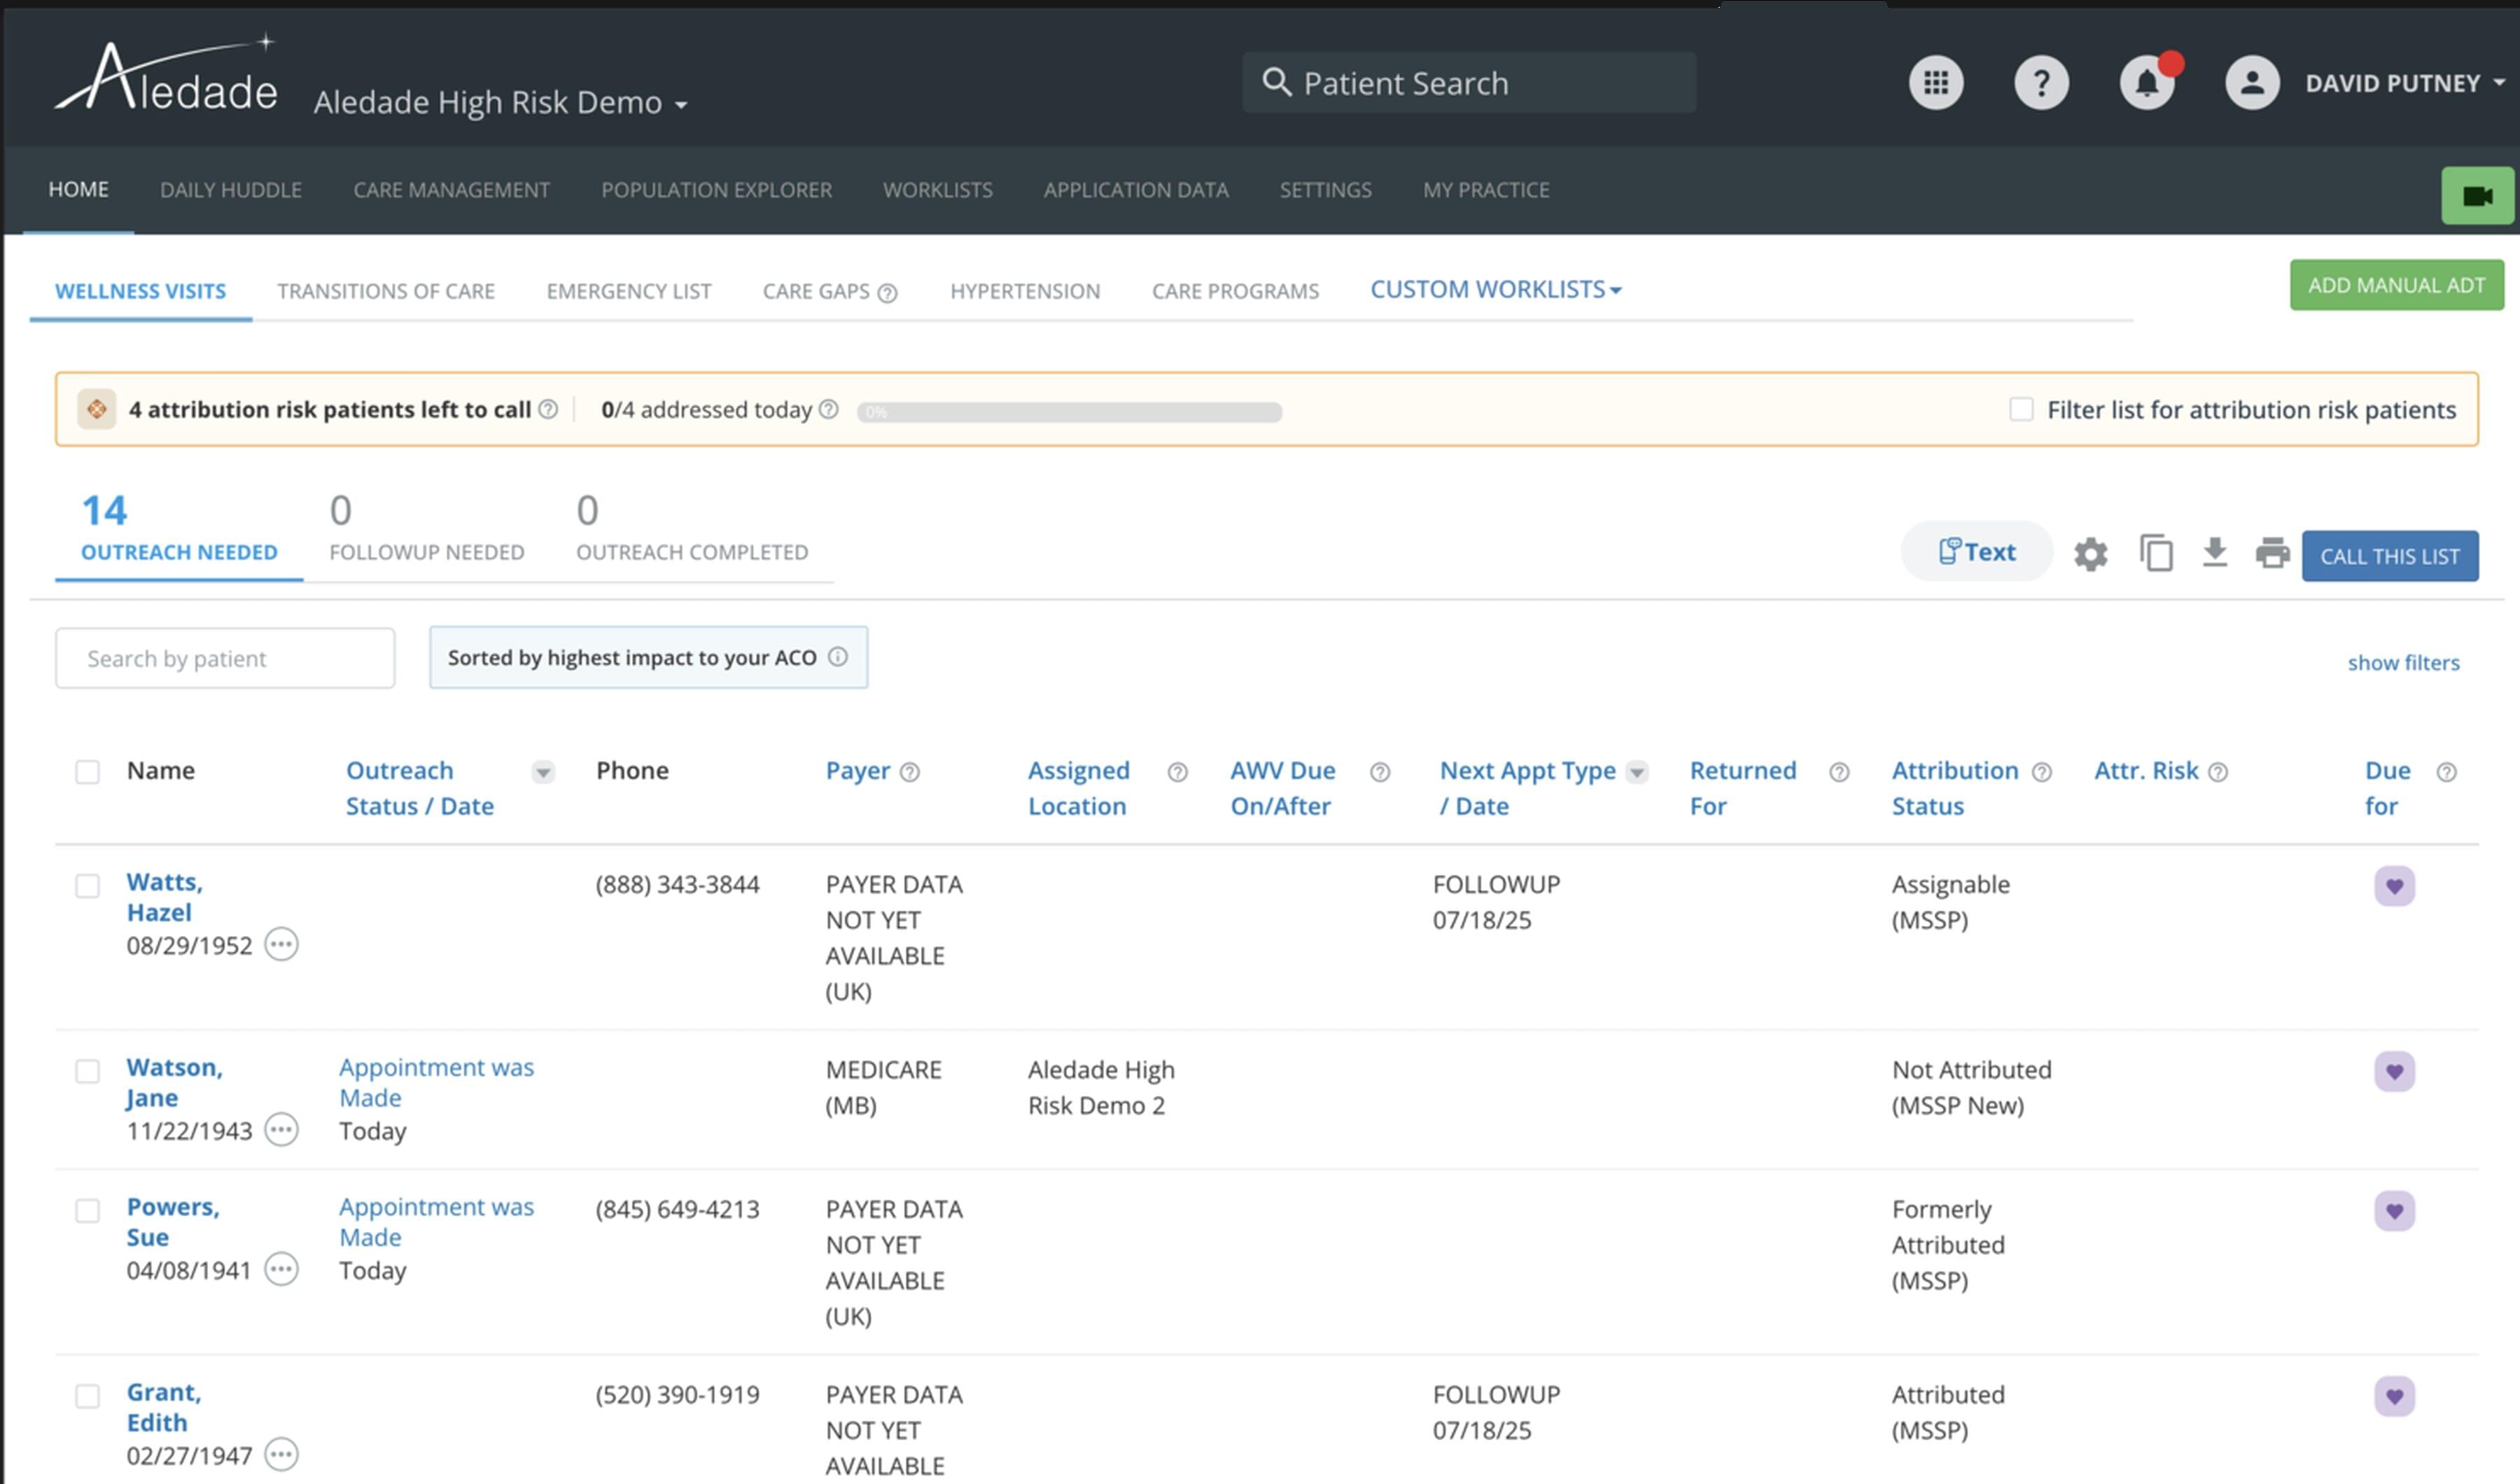 Aledade
Aledade High Risk Demo
Patient Search
?
DAVID PUTNEY
HOME
DAILY HUDDLE
CARE MANAGEMENT
POPULATION EXPLORER
WORKLISTS
APPLICATION DATA
SETTINGS
MY PRACTICE
WELLNESS VISITS
TRANSITIONS OF CARE
EMERGENCY LIST
CARE GAPS ?
HYPERTENSION
CARE PROGRAMS
CUSTOM WORKLISTS
ADD MANUAL ADT
4 attribution risk patients left to call ?
0/4 addressed today ?
0%
Filter list for attribution risk patients
14
OUTREACH NEEDED
0
FOLLOWUP NEEDED
0
OUTREACH COMPLETED
Text
CALL THIS LIST
Search by patient
Sorted by highest impact to your ACO i
show filters
Name
Outreach
Status / Date
Phone
Payer ?
Assigned ?
Location
AWV Due ?
On/After
Next Appt Type
/ Date
Returned ?
For
Attribution ?
Status
Attr. Risk ?
Due ?
for
Watts,
Hazel
08/29/1952
(888) 343-3844
PAYER DATA
NOT YET
AVAILABLE
(UK)
FOLLOWUP
07/18/25
Assignable
(MSSP)
Watson,
Jane
11/22/1943
Appointment was
Made
Today
MEDICARE
(MB)
Aledade High
Risk Demo 2
Not Attributed
(MSSP New)
Powers,
Sue
04/08/1941
Appointment was
Made
Today
(845) 649-4213
PAYER DATA
NOT YET
AVAILABLE
(UK)
Formerly
Attributed
(MSSP)
Grant,
Edith
02/27/1947
(520) 390-1919
PAYER DATA
NOT YET
AVAILABLE
FOLLOWUP
07/18/25
Attributed
(MSSP)